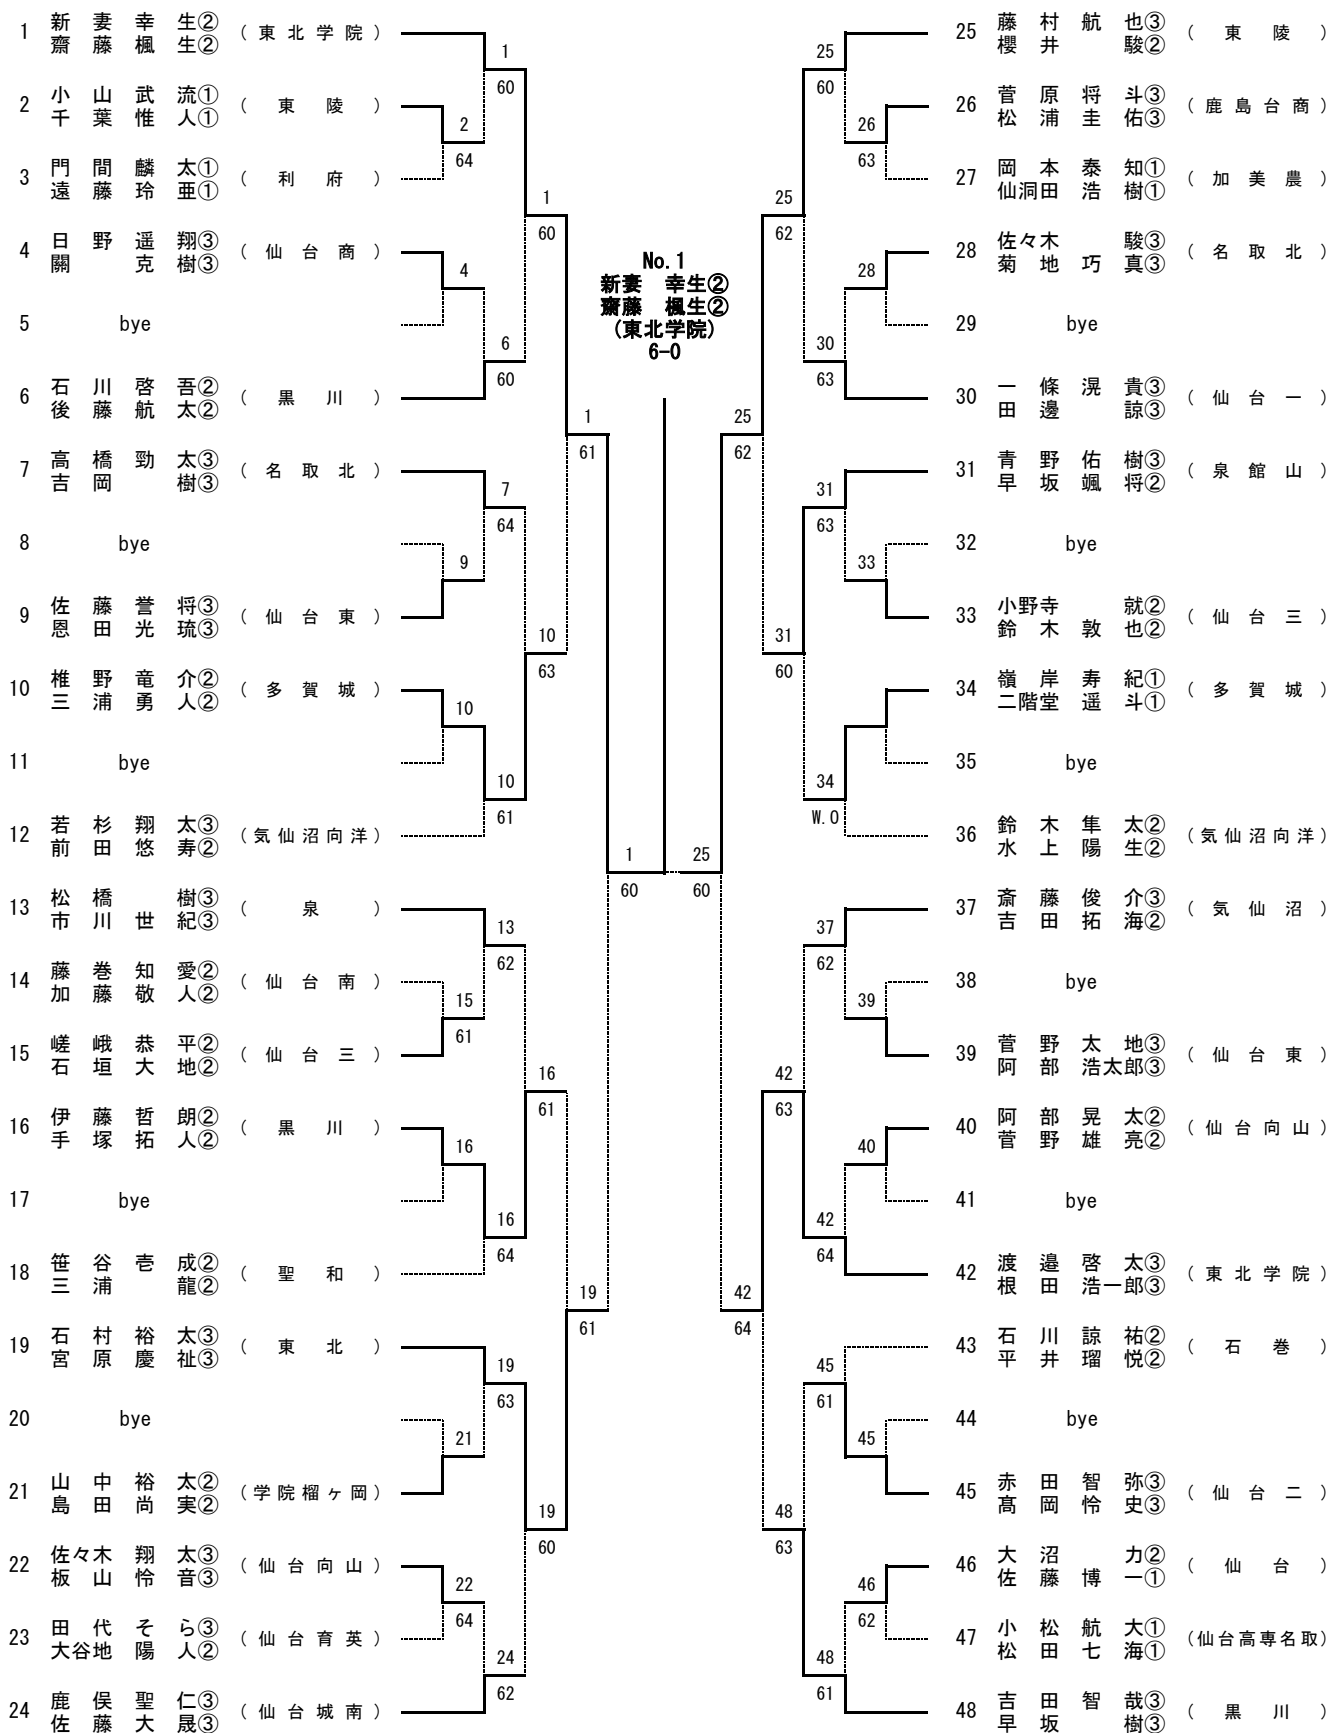 1 新妻 幸生② (東北学院)
齋藤 楓生②
2 小山 武流① (東陵)
千葉 惟人①
3 門間 麟太① (利府)
遠藤 玲亜①
4 日野 遥翔③ (仙台商)
關 克樹③
5 bye
6 石川 啓吾② (黒川)
後藤 航太②
7 高橋 勁太③ (名取北)
吉岡 樹③
8 bye
9 佐藤 誉将③ (仙台東)
恩田 光琉③
10 椎野 竜介② (多賀城)
三浦 勇人②
11 bye
12 若杉 翔太③ (気仙沼向洋)
前田 悠寿②
13 松橋 樹③ (泉)
市川 世紀③
14 藤巻 知愛② (仙台南)
加藤 敬人②
15 嵯峨 恭平② (仙台三)
石垣 大地②
16 伊藤 哲朗② (黒川)
手塚 拓人②
17 bye
18 笹谷 壱成② (聖和)
三浦 龍②
19 石村 裕太③ (東北)
宮原 慶祉③
20 bye
21 山中 裕太② (学院榴ヶ岡)
島田 尚実②
22 佐々木 翔太③ (仙台向山)
板山 怜音③
23 田代 そら③ (仙台育英)
大谷地 陽人②
24 鹿俣 聖仁③ (仙台城南)
佐藤 大晟③
2
64
4
9
10
15
61
16
21
22
64
1
60
6
60
7
64
10
61
13
62
16
64
19
63
24
62
1
60
10
63
16
61
19
60
1
61
19
61
1
60
No.1
新妻 幸生②
齋藤 楓生②
(東北学院)
6-0
25
60
25
62
42
64
25
62
31
60
42
63
48
63
25
60
30
63
31
63
34
W.O
37
62
42
64
45
61
48
61
26
63
28
33
39
40
45
46
62
25 藤村 航也③ (東陵)
櫻井 駿②
26 菅原 将斗③ (鹿島台商)
松浦 圭佑③
27 岡本 泰知① (加美農)
仙洞田 浩樹①
28 佐々木 駿③ (名取北)
菊地 巧真③
29 bye
30 一條 滉貴③ (仙台一)
田邊 諒③
31 青野 佑樹③ (泉館山)
早坂 颯将②
32 bye
33 小野寺 就② (仙台三)
鈴木 敦也②
34 嶺岸 寿紀① (多賀城)
二階堂 遥斗①
35 bye
36 鈴木 隼太② (気仙沼向洋)
水上 陽生②
37 斎藤 俊介③ (気仙沼)
吉田 拓海②
38 bye
39 菅野 太地③ (仙台東)
阿部 浩太郎③
40 阿部 晃太② (仙台向山)
菅野 雄亮②
41 bye
42 渡邉 啓太③ (東北学院)
根田 浩一郎③
43 石川 諒祐② (石巻)
平井 瑠悦②
44 bye
45 赤田 智弥③ (仙台二)
髙岡 怜史③
46 大沼 力② (仙台)
佐藤 博一①
47 小松 航大① (仙台高専名取)
松田 七海①
48 吉田 智哉③ (黒川)
早坂 樹③